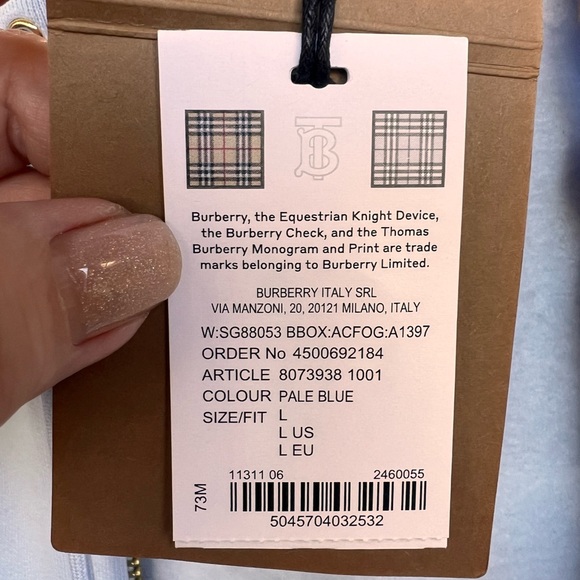 Burberry, the Equestrian Knight Device,
the Burberry Check, and the Thomas
Burberry Monogram and Print are trade
marks belonging to Burberry Limited.
BURBERRY ITALY SRL
VIA MANZONI, 20, 20121 MILANO, ITALY
W:SG88053 BBOX:ACFOG:A1397
ORDER No 4500692184
ARTICLE 8073938 1001
COLOUR PALE BLUE
SIZE/FIT L
L US
L EU
11311 06 2460055
73M
5045704032532